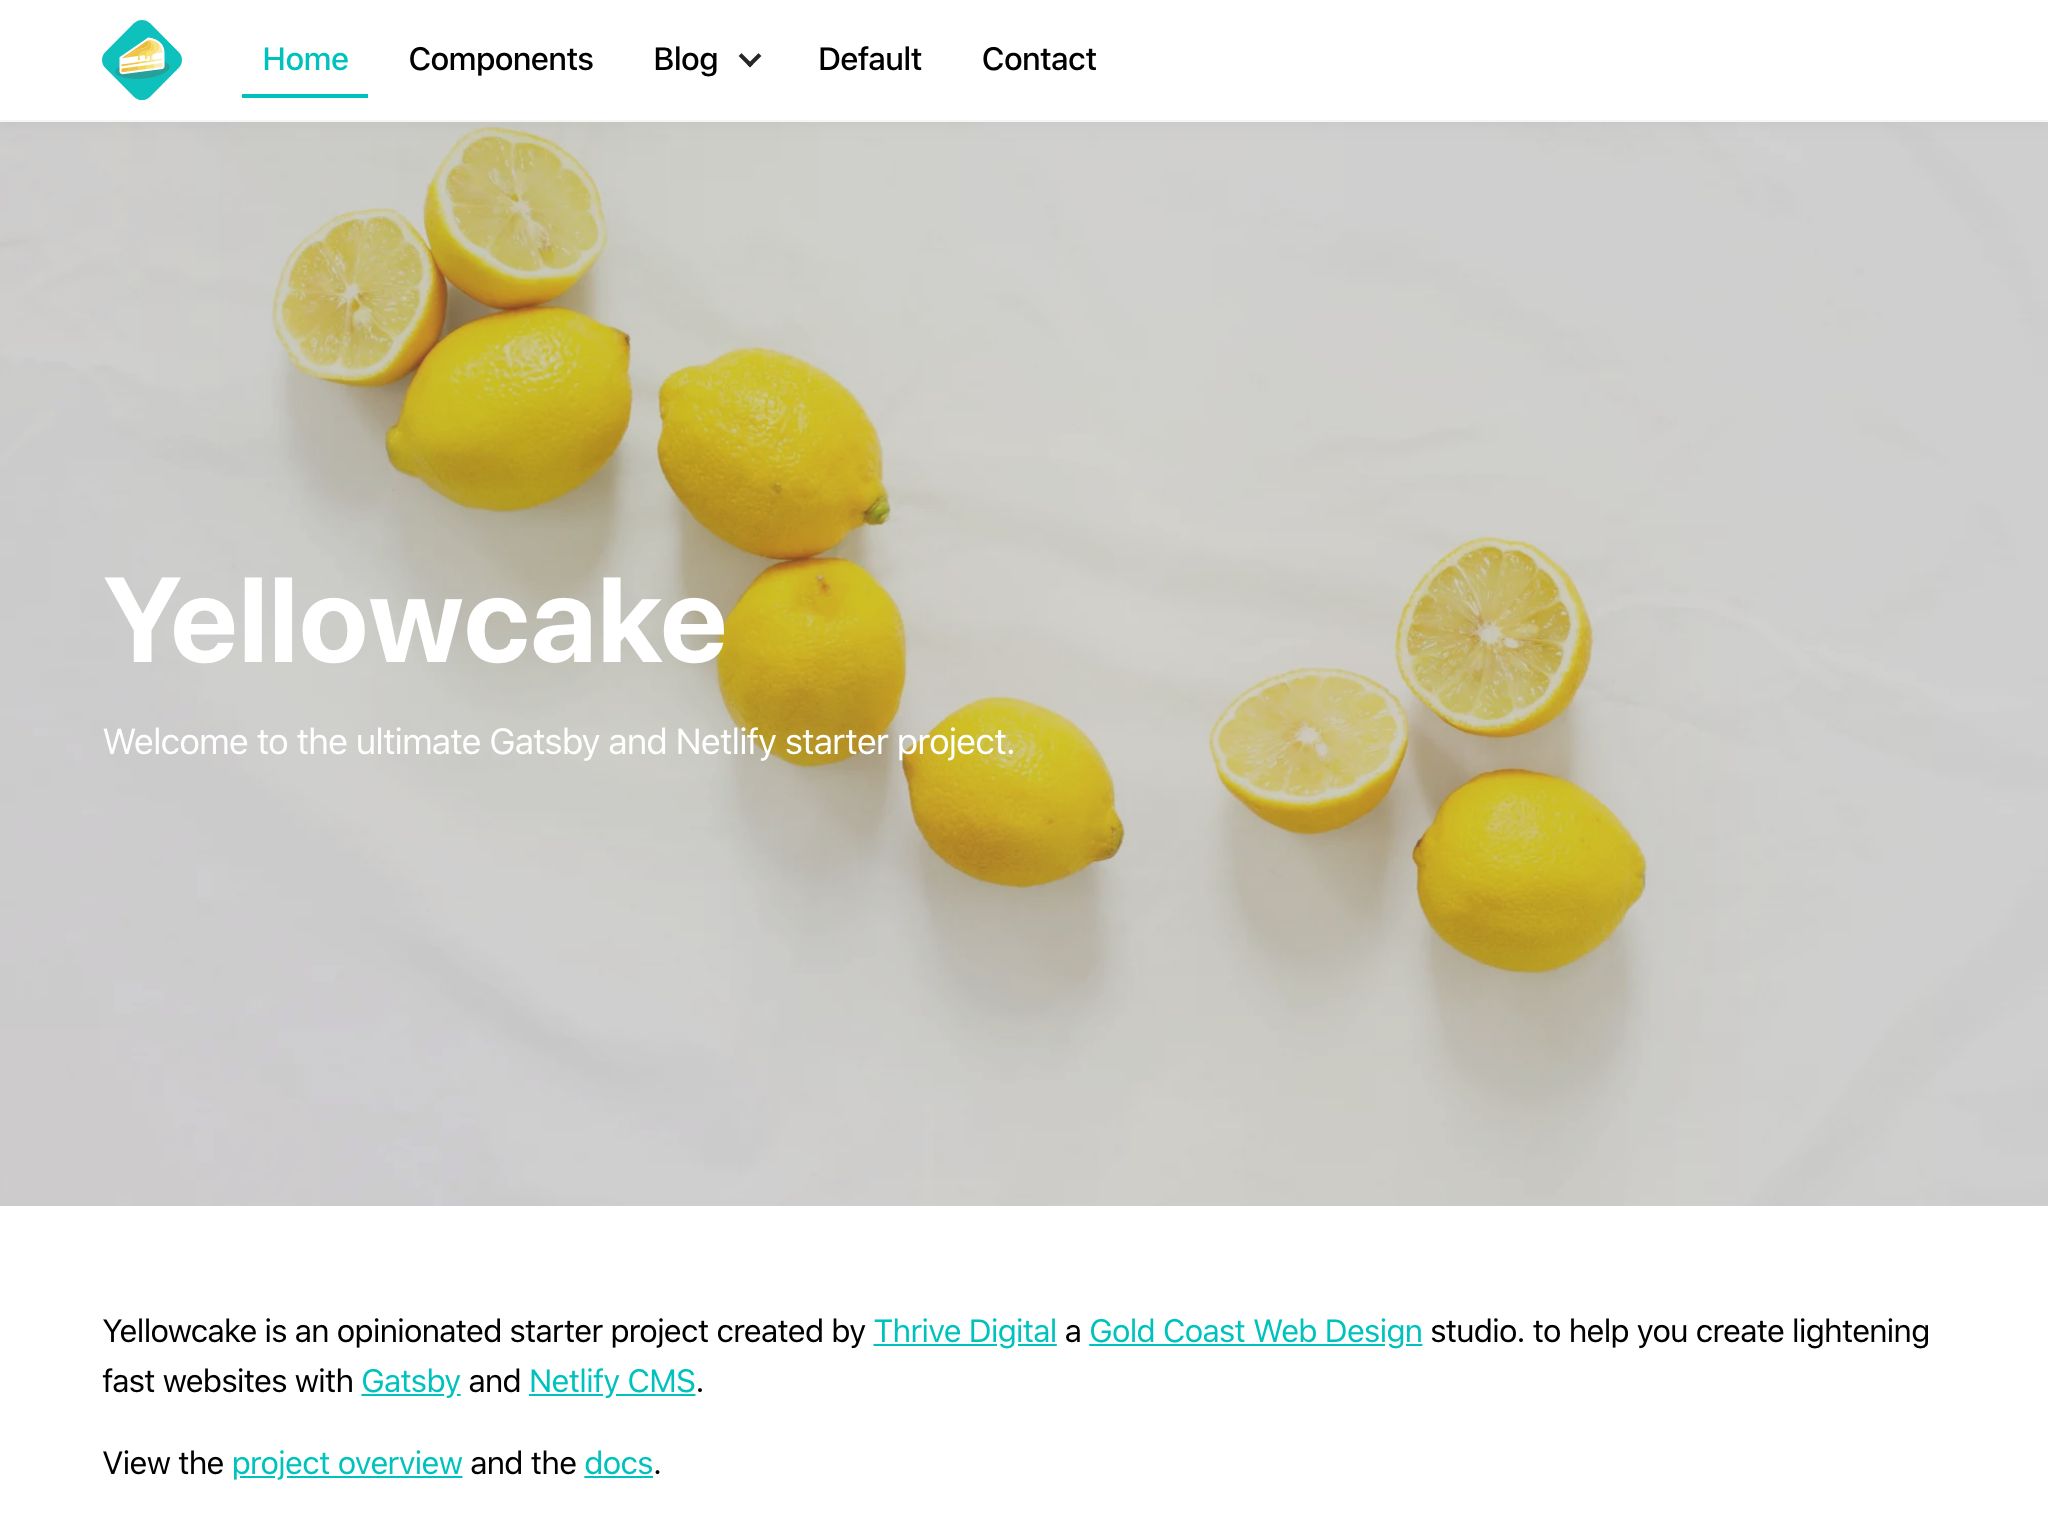 Home Components Blog Default Contact
Yellowcake
Welcome to the ultimate Gatsby and Netlify starter project.
Yellowcake is an opinionated starter project created by Thrive Digital a Gold Coast Web Design studio. to help you create lightening
fast websites with Gatsby and Netlify CMS.
View the project overview and the docs.